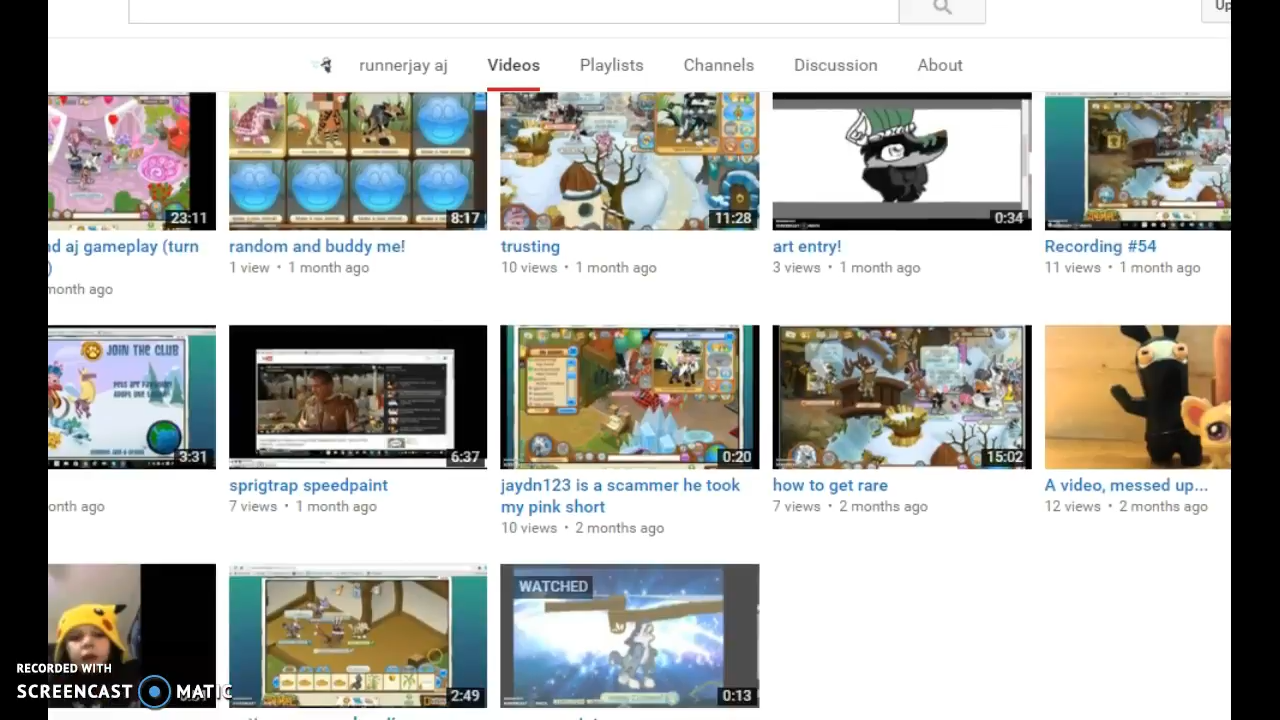 Up
runnerjay aj Videos Playlists Channels Discussion About
23:11
8:17
11:28
0:34
nd aj gameplay (turn
)
month ago
random and buddy me!
1 view • 1 month ago
trusting
10 views • 1 month ago
art entry!
3 views • 1 month ago
Recording #54
11 views • 1 month ago
JOIN THE CLUB
3:31
6:37
0:20
15:02
onth ago
sprigtrap speedpaint
7 views • 1 month ago
jaydn123 is a scammer he took
my pink short
10 views • 2 months ago
how to get rare
7 views • 2 months ago
A video, messed up...
12 views • 2 months ago
WATCHED
2:49
0:13
RECORDED WITH
SCREENCAST MATIC